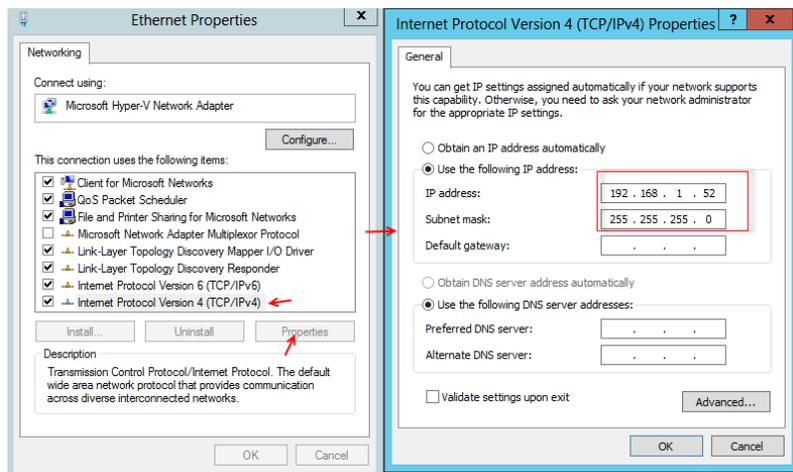 Ethernet Properties
x
Networking
Connect using:
Microsoft Hyper-V Network Adapter
Configure...
This connection uses the following items:
Client for Microsoft Networks
QoS Packet Scheduler
File and Printer Sharing for Microsoft Networks
Microsoft Network Adapter Multiplexor Protocol
Link-Layer Topology Discovery Mapper I/O Driver
Link-Layer Topology Discovery Responder
Internet Protocol Version 6 (TCP/IPv6)
Internet Protocol Version 4 (TCP/IPv4)
Install...
Uninstall
Properties
Description
Transmission Control Protocol/Internet Protocol. The default
wide area network protocol that provides communication
across diverse interconnected networks.
OK
Cancel
Internet Protocol Version 4 (TCP/IPv4) Properties
?
x
General
You can get IP settings assigned automatically if your network supports
this capability. Otherwise, you need to ask your network administrator
for the appropriate IP settings.
Obtain an IP address automatically
Use the following IP address:
IP address:
192 . 168 . 1 . 52
Subnet mask:
255 . 255 . 255 . 0
Default gateway:
. . .
Obtain DNS server address automatically
Use the following DNS server addresses:
Preferred DNS server:
. . .
Alternate DNS server:
. . .
Validate settings upon exit
Advanced...
OK
Cancel